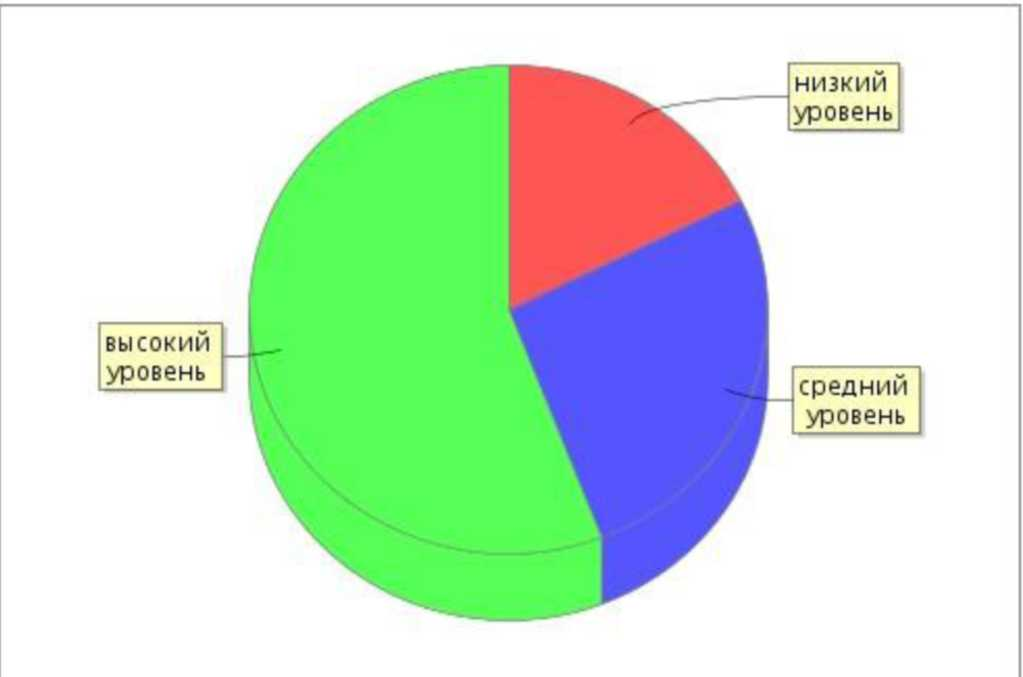 низкий
уровень
высокий
уровень
средний
уровень